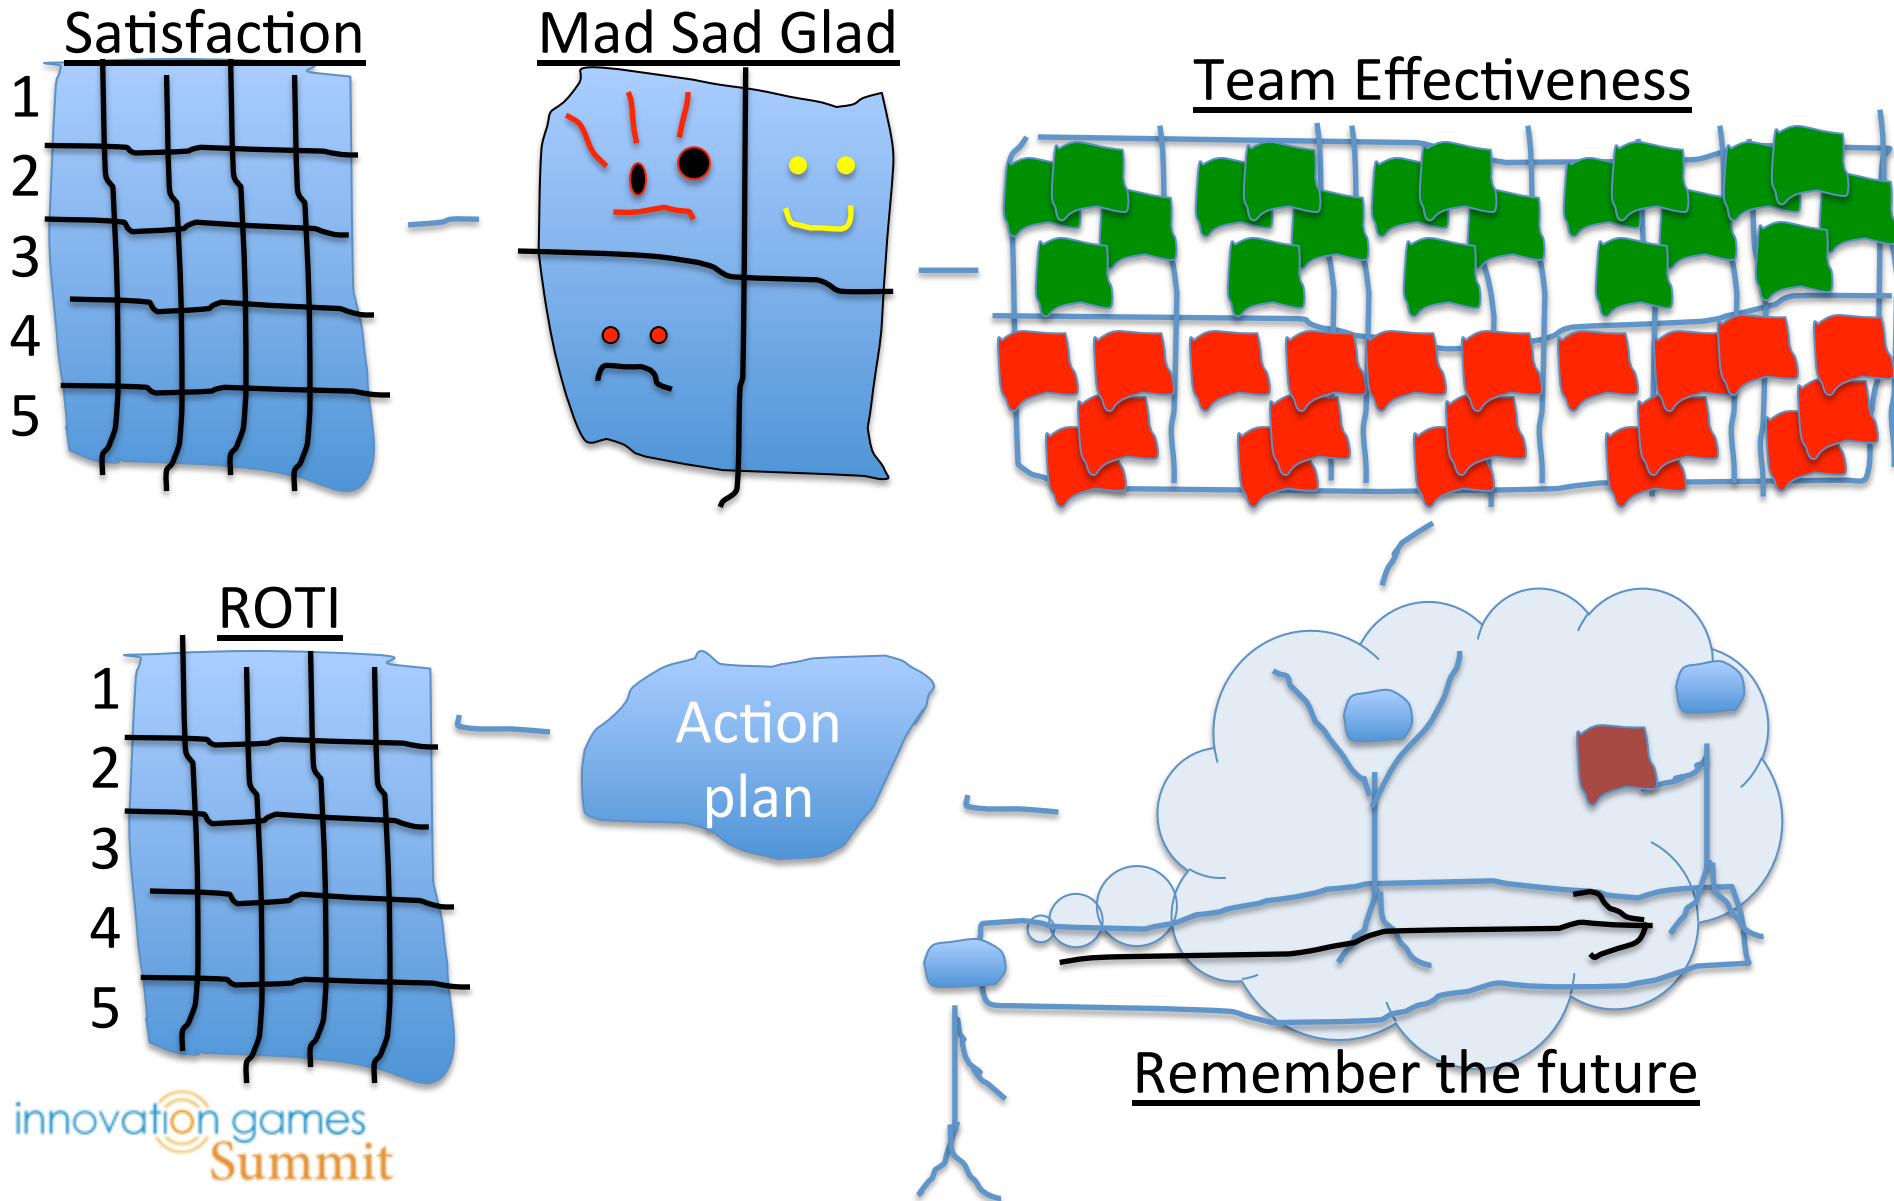 Satisfaction
1
2
3
4
5
Mad Sad Glad
Team Effectiveness
ROTI
1
2
3
4
5
Action
plan
Remember the future
innovation games
Summit